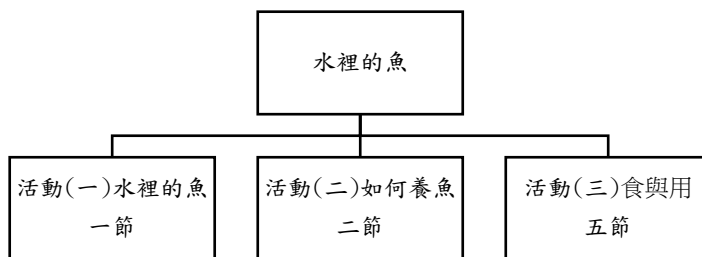 水裡的魚
活動(一)水裡的魚
一節
活動(二)如何養魚
二節
活動(三)食與用
五節